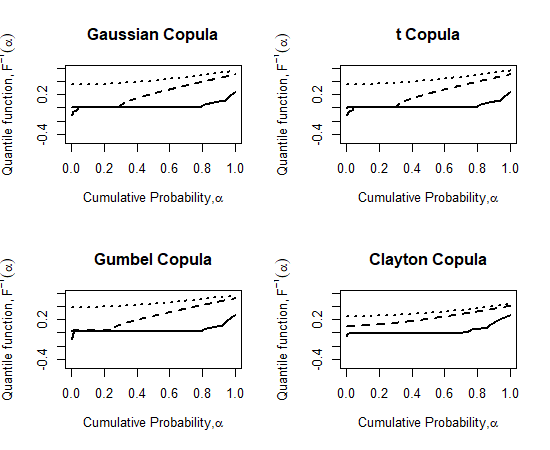 Gaussian Copula
Quantile function, F⁻¹(α)
0.2
-0.4
0.0 0.2 0.4 0.6 0.8 1.0
Cumulative Probability,α
t Copula
Quantile function, F⁻¹(α)
0.2
-0.4
0.0 0.2 0.4 0.6 0.8 1.0
Cumulative Probability,α
Gumbel Copula
Quantile function, F⁻¹(α)
0.2
-0.4
0.0 0.2 0.4 0.6 0.8 1.0
Cumulative Probability,α
Clayton Copula
Quantile function, F⁻¹(α)
0.2
-0.4
0.0 0.2 0.4 0.6 0.8 1.0
Cumulative Probability,α